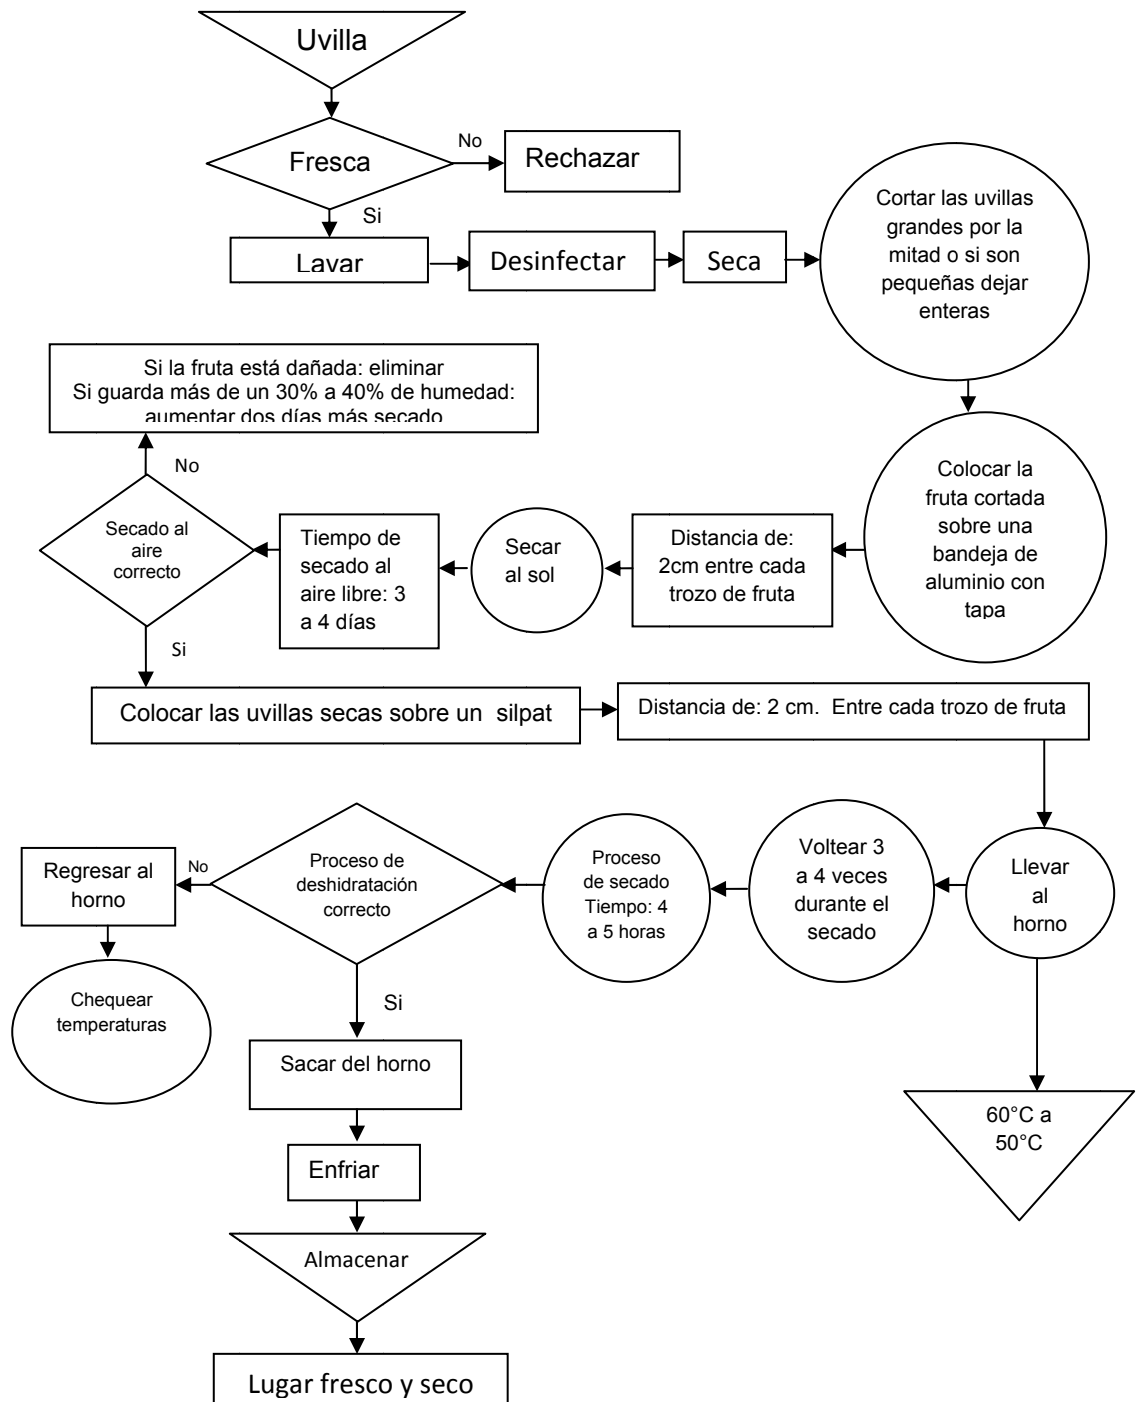 Uvilla
Fresca
No
Rechazar
Si
Lavar
Desinfectar
Seca
Cortar las uvillas
grandes por la
mitad o si son
pequeñas dejar
enteras
Si la fruta está dañada: eliminar
Si guarda más de un 30% a 40% de humedad:
aumentar dos días más secado
No
Colocar la
fruta cortada
sobre una
bandeja de
aluminio con
tapa
Distancia de:
2cm entre cada
trozo de fruta
Secar
al sol
Tiempo de
secado al
aire libre: 3
a 4 días
Secado al
aire
correcto
Si
Colocar las uvillas secas sobre un silpat
Distancia de: 2 cm. Entre cada trozo de fruta
Llevar
al
horno
Voltear 3
a 4 veces
durante el
secado
Proceso
de secado
Tiempo: 4
a 5 horas
Proceso de
deshidratación
correcto
No
Regresar al
horno
Chequear
temperaturas
Si
Sacar del horno
60°C a
50°C
Enfriar
Almacenar
Lugar fresco y seco